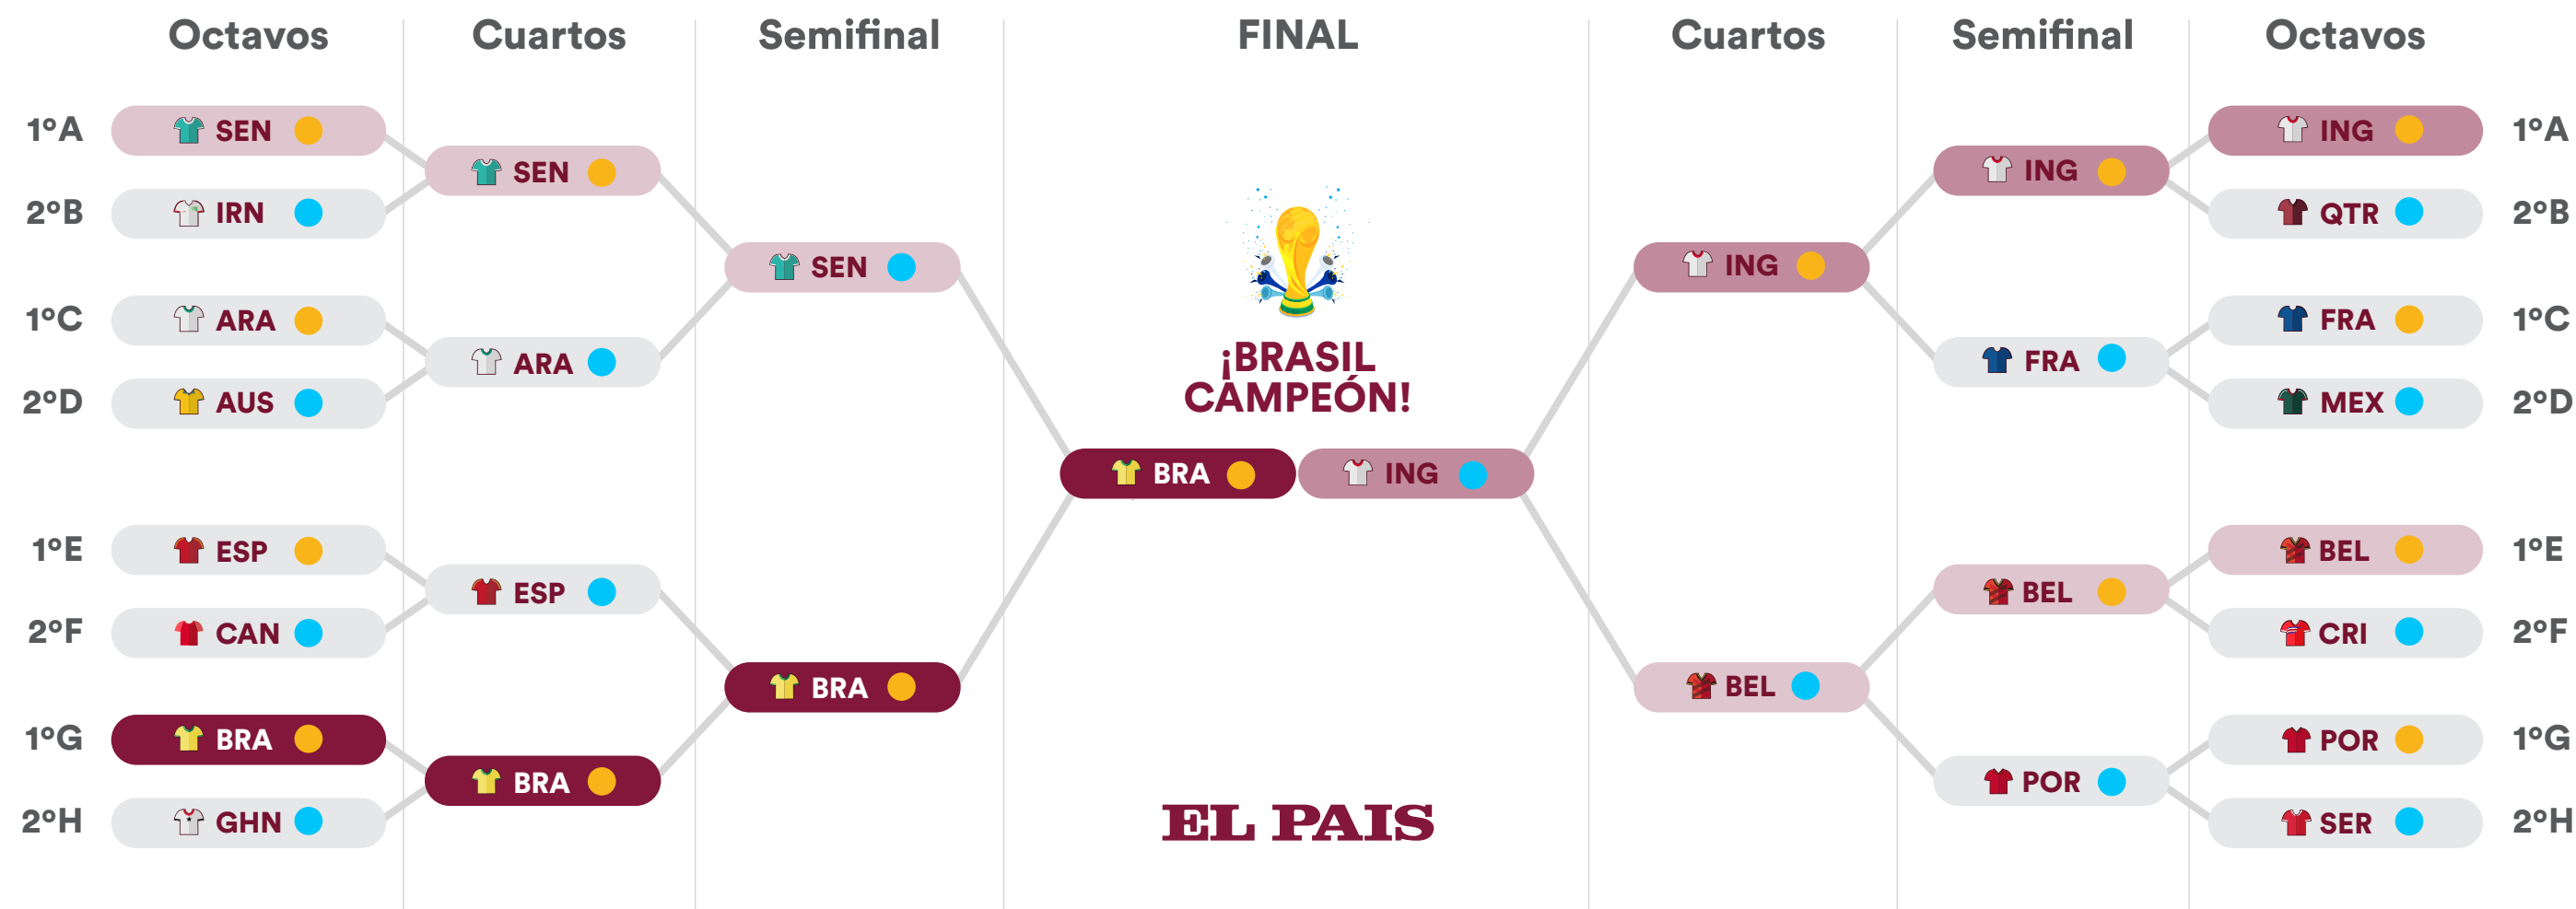 Octavos Cuartos Semifinal FINAL Cuartos Semifinal Octavos
1ºA SEN ING 1ºA
SEN ING
2ºB IRN QTR 2ºB
SEN ING
1ºC ARA FRA 1ºC
¡BRASIL
ARA FRA
CAMPEÓN!
2ºD AUS MEX 2ºD
BRA ING
1ºE ESP BEL 1ºE
ESP BEL
2ºF CAN CRI 2ºF
BRA BEL
1ºG BRA POR 1ºG
BRA POR
2ºH GHN EL PAIS SER 2ºH